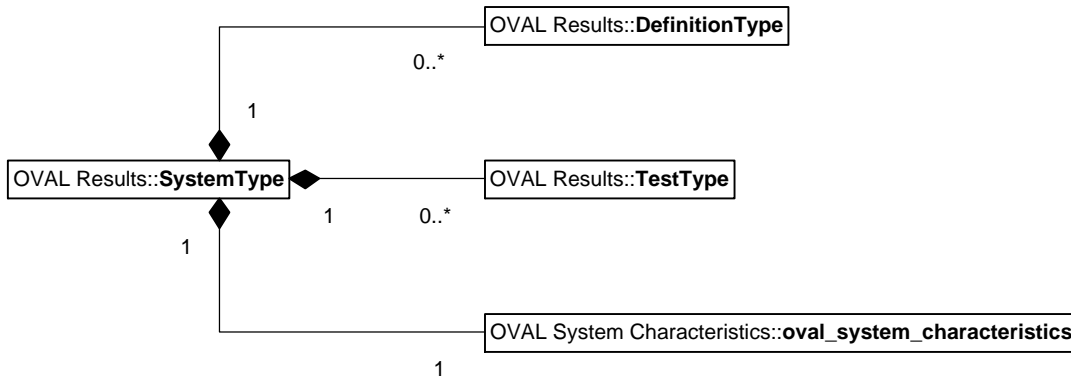 OVAL Results::DefinitionType
0..*
1
OVAL Results::SystemType
OVAL Results::TestType
1
0..*
1
OVAL System Characteristics::oval_system_characteristics
1